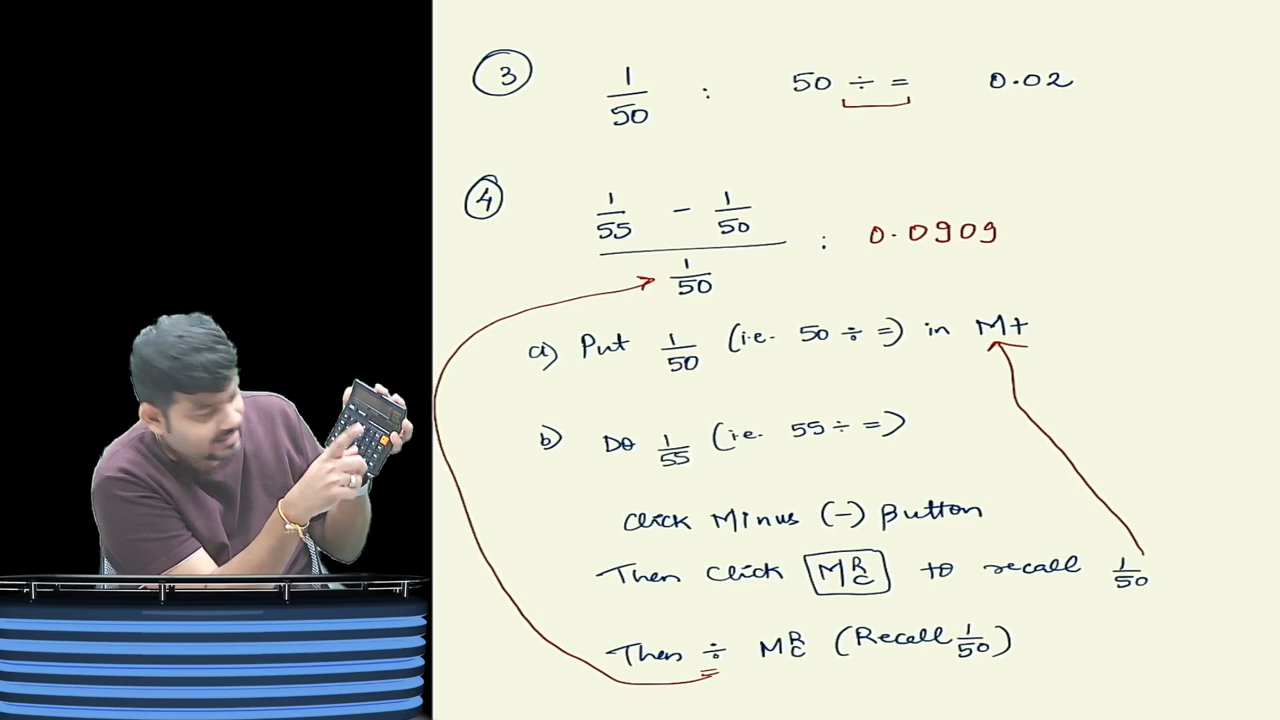 3 1/50 : 50 ÷ = 0.02
4 (1/55 - 1/50) / (1/50) : 0.0909
a) Put 1/50 (i.e. 50 ÷ =) in M+
b) Do 1/55 (i.e. 55 ÷ =)
Click Minus (-) Button
Then Click MRC to recall 1/50
Then ÷ MRC (Recall 1/50)